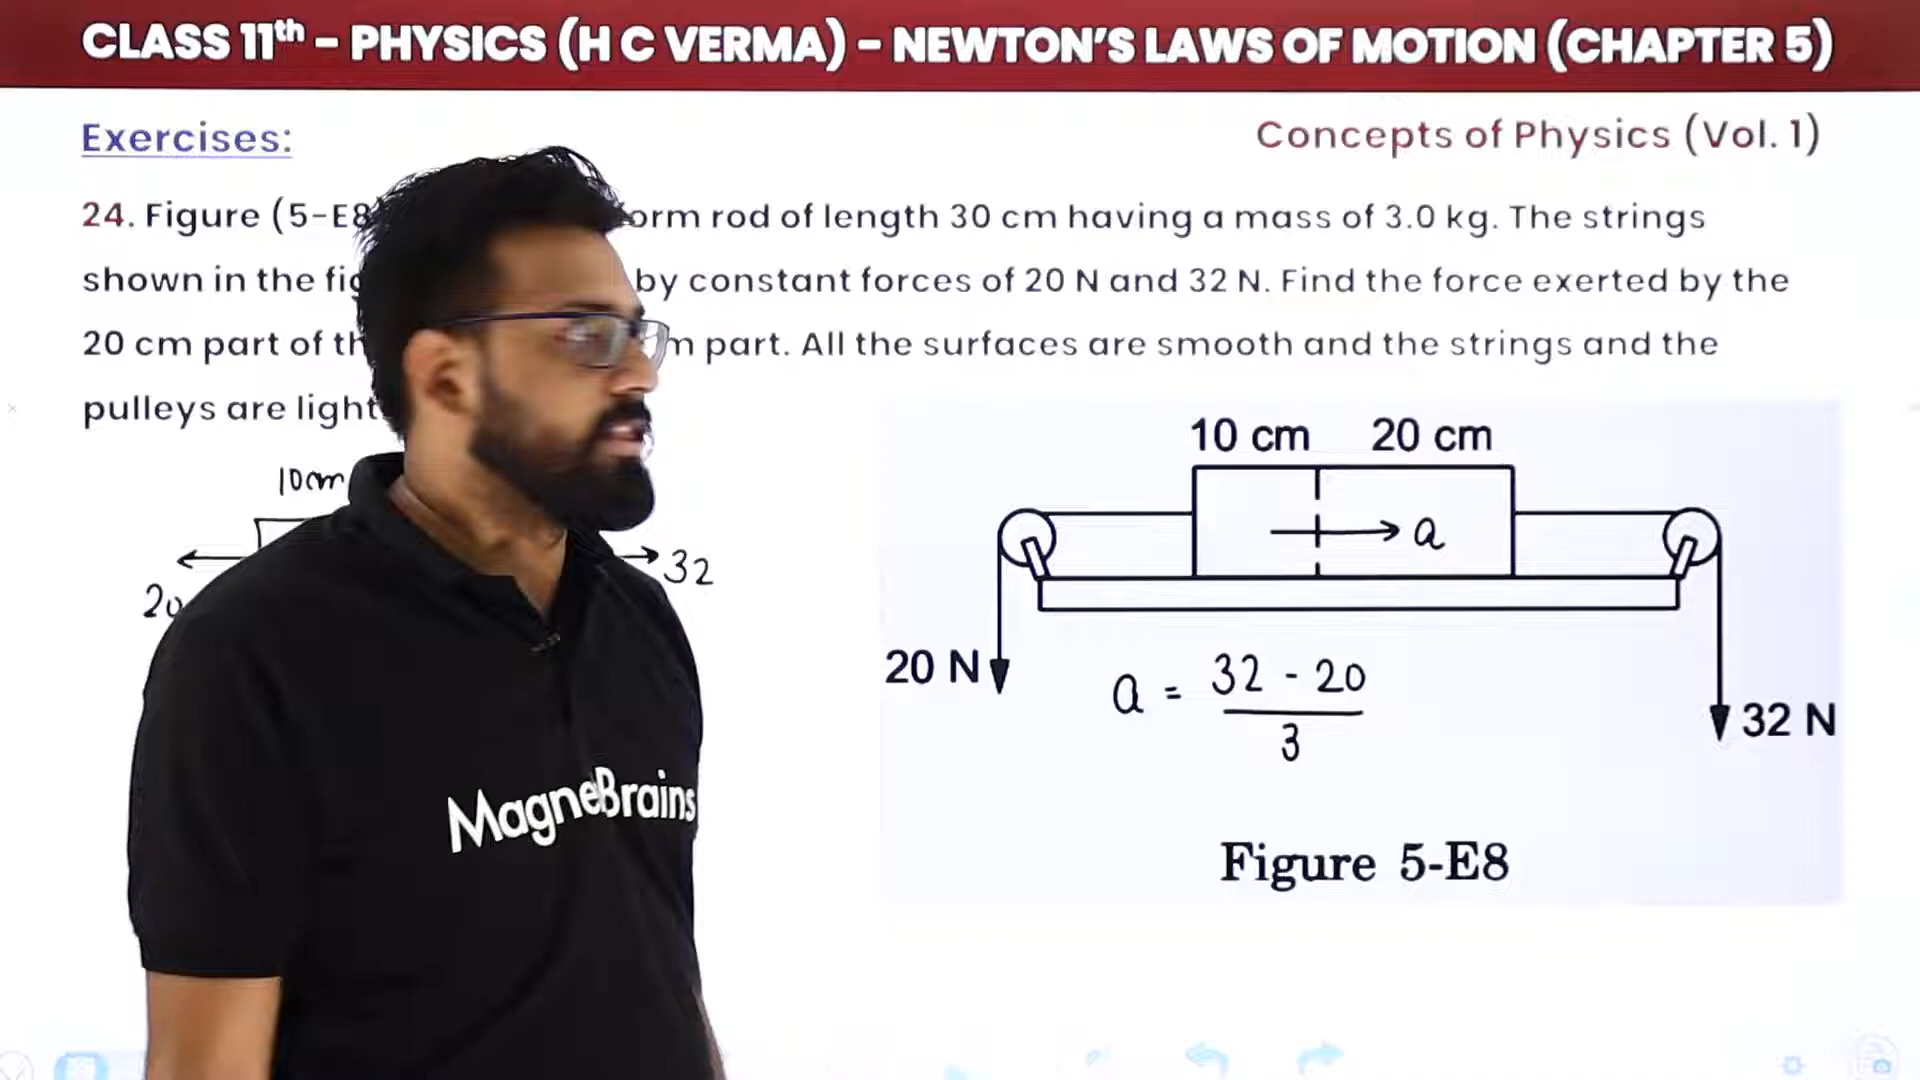 CLASS 11th – PHYSICS (H C VERMA) – NEWTON'S LAWS OF MOTION (CHAPTER 5)
Exercises:
Concepts of Physics (Vol. 1)
24. Figure (5-E8 orm rod of length 30 cm having a mass of 3.0 kg. The strings
shown in the fig by constant forces of 20 N and 32 N. Find the force exerted by the
20 cm part of th m part. All the surfaces are smooth and the strings and the
pulleys are light
10cm
20
32
10 cm 20 cm
a
20 N
32 N
a = 32 - 20
3
Figure 5-E8
MagnetBrains